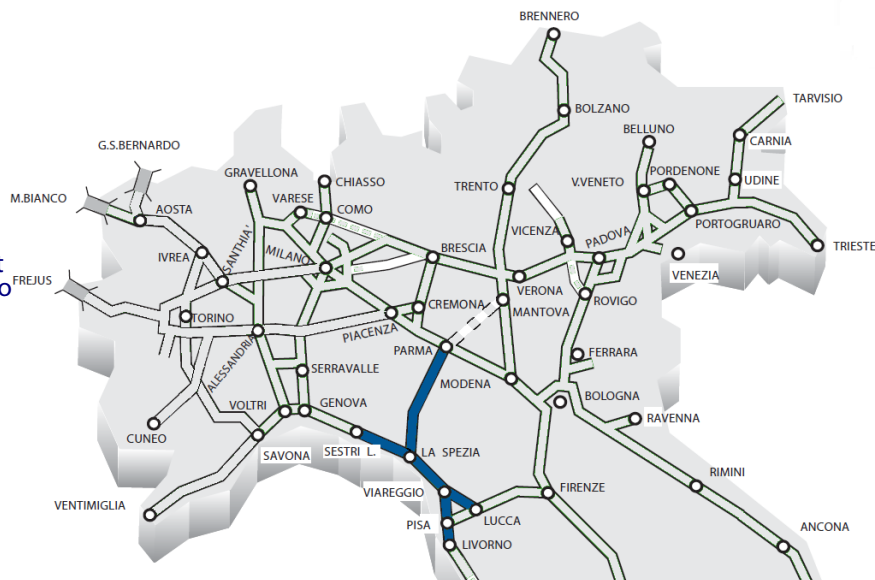 BRENNERO
TARVISIO
BOLZANO
BELLUNO
CARNIA
G.S.BERNARDO
GRAVELLONA
CHIASSO
PORDENONE
V.VENETO
UDINE
TRENTO
M.BIANCO
VARESE
COMO
AOSTA
VICENZA
PORTOGRUARO
PADOVA
SANTHIA'
MILANO
BRESCIA
TRIESTE
IVREA
VENEZIA
t
FREJUS
o
VERONA
ROVIGO
CREMONA
MANTOVA
TORINO
PIACENZA
PARMA
FERRARA
ALESSANDRIA
SERRAVALLE
MODENA
BOLOGNA
VOLTRI
GENOVA
RAVENNA
CUNEO
SAVONA
SESTRI L.
LA SPEZIA
RIMINI
VIAREGGIO
FIRENZE
VENTIMIGLIA
PISA
LUCCA
ANCONA
LIVORNO